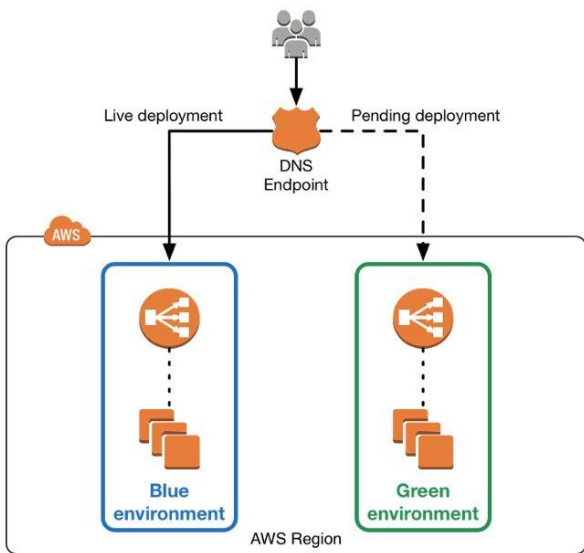 Live deployment
Pending deployment
DNS
Endpoint
AWS
Blue
environment
Green
environment
AWS Region